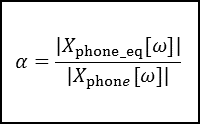 α = |X_phone_eq[ω]| / |X_phone[ω]|